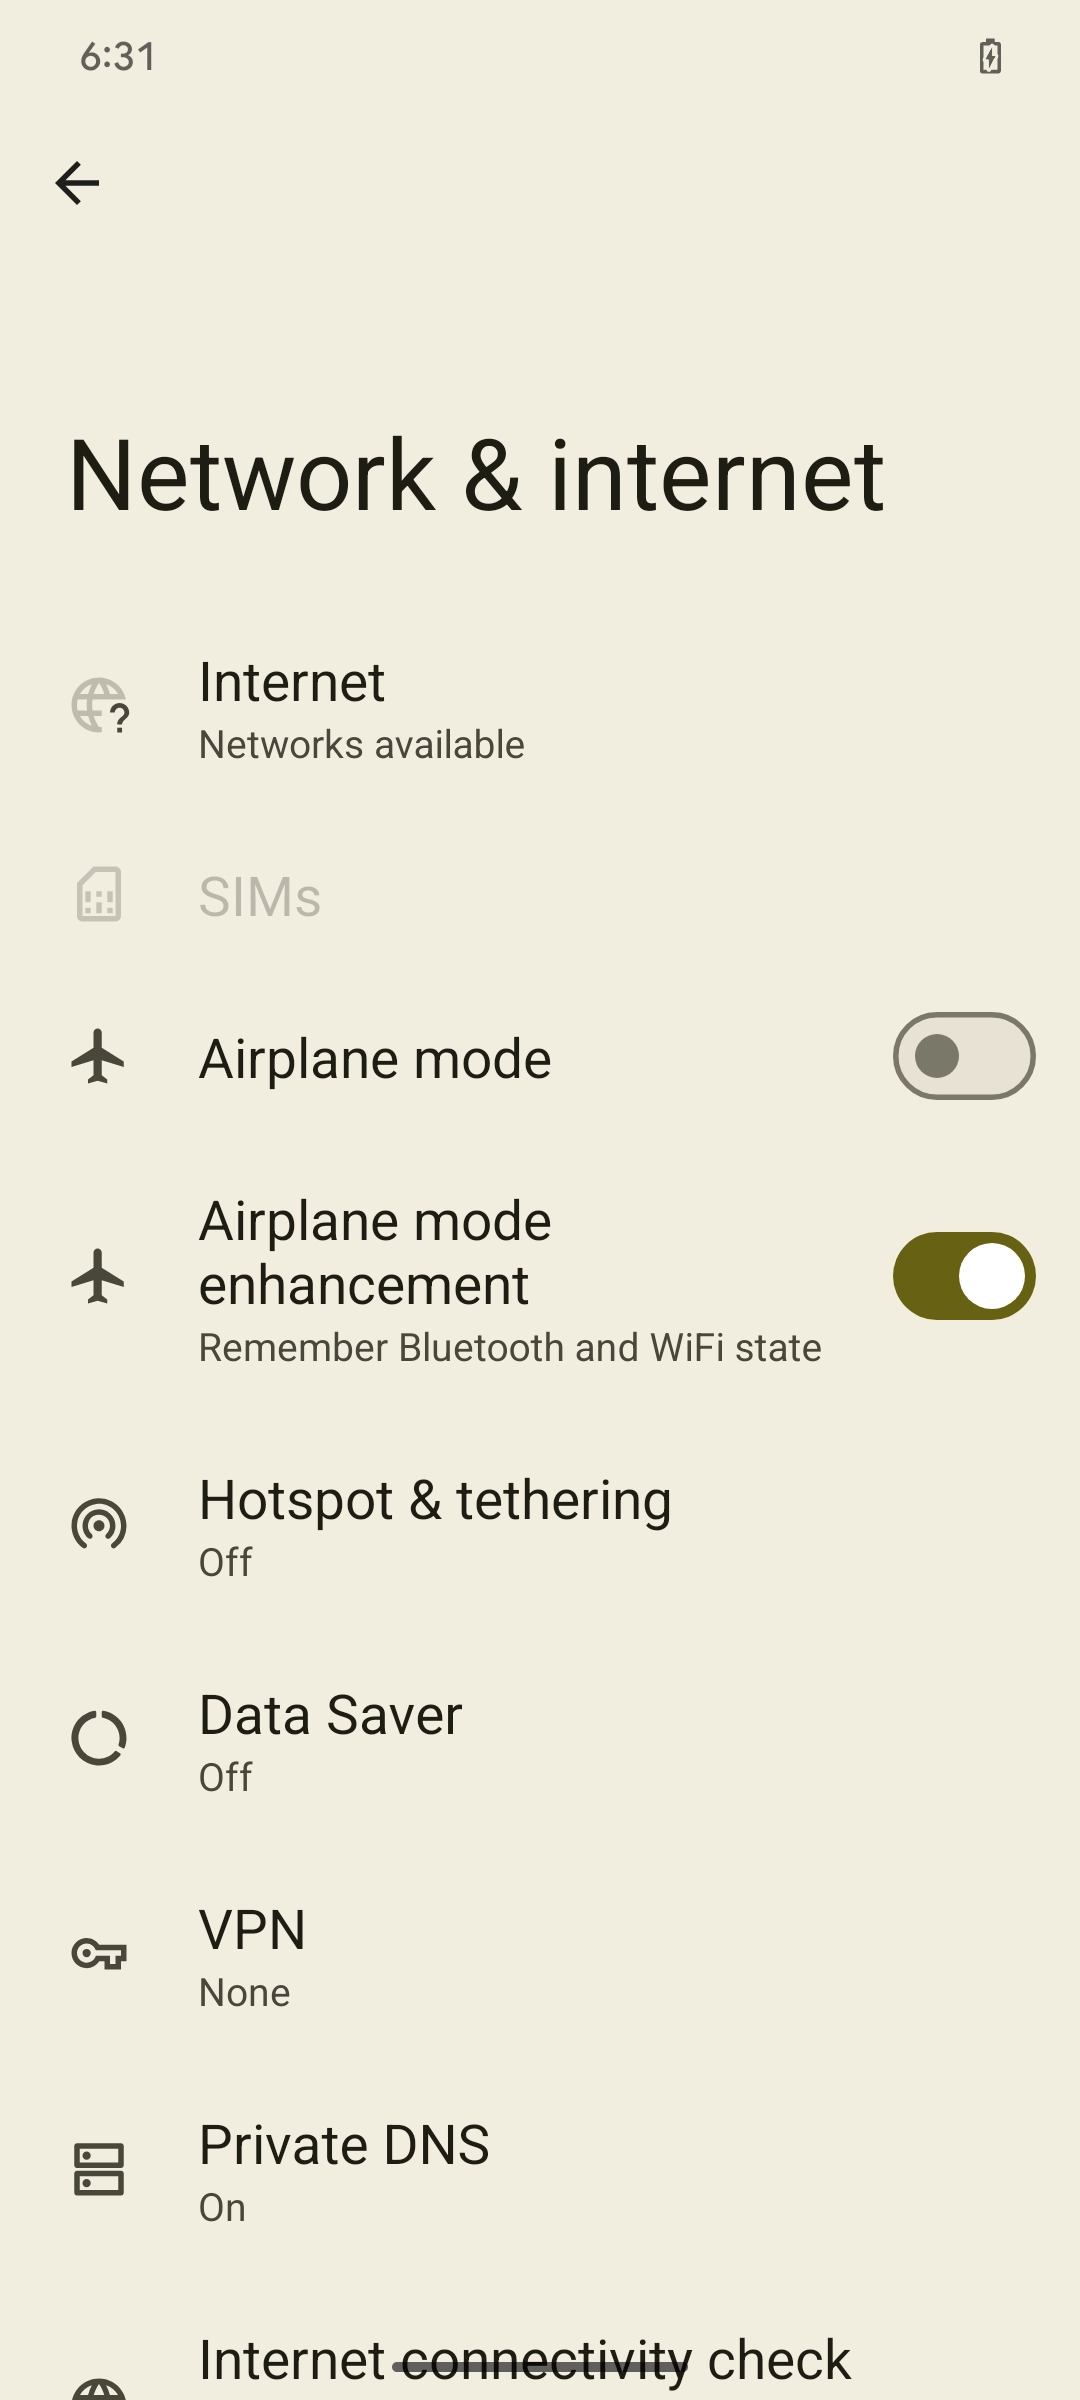 6:31
Network & internet
Internet
Networks available
SIMs
Airplane mode
Airplane mode
enhancement
Remember Bluetooth and WiFi state
Hotspot & tethering
Off
Data Saver
Off
VPN
None
Private DNS
On
Internet connectivity check